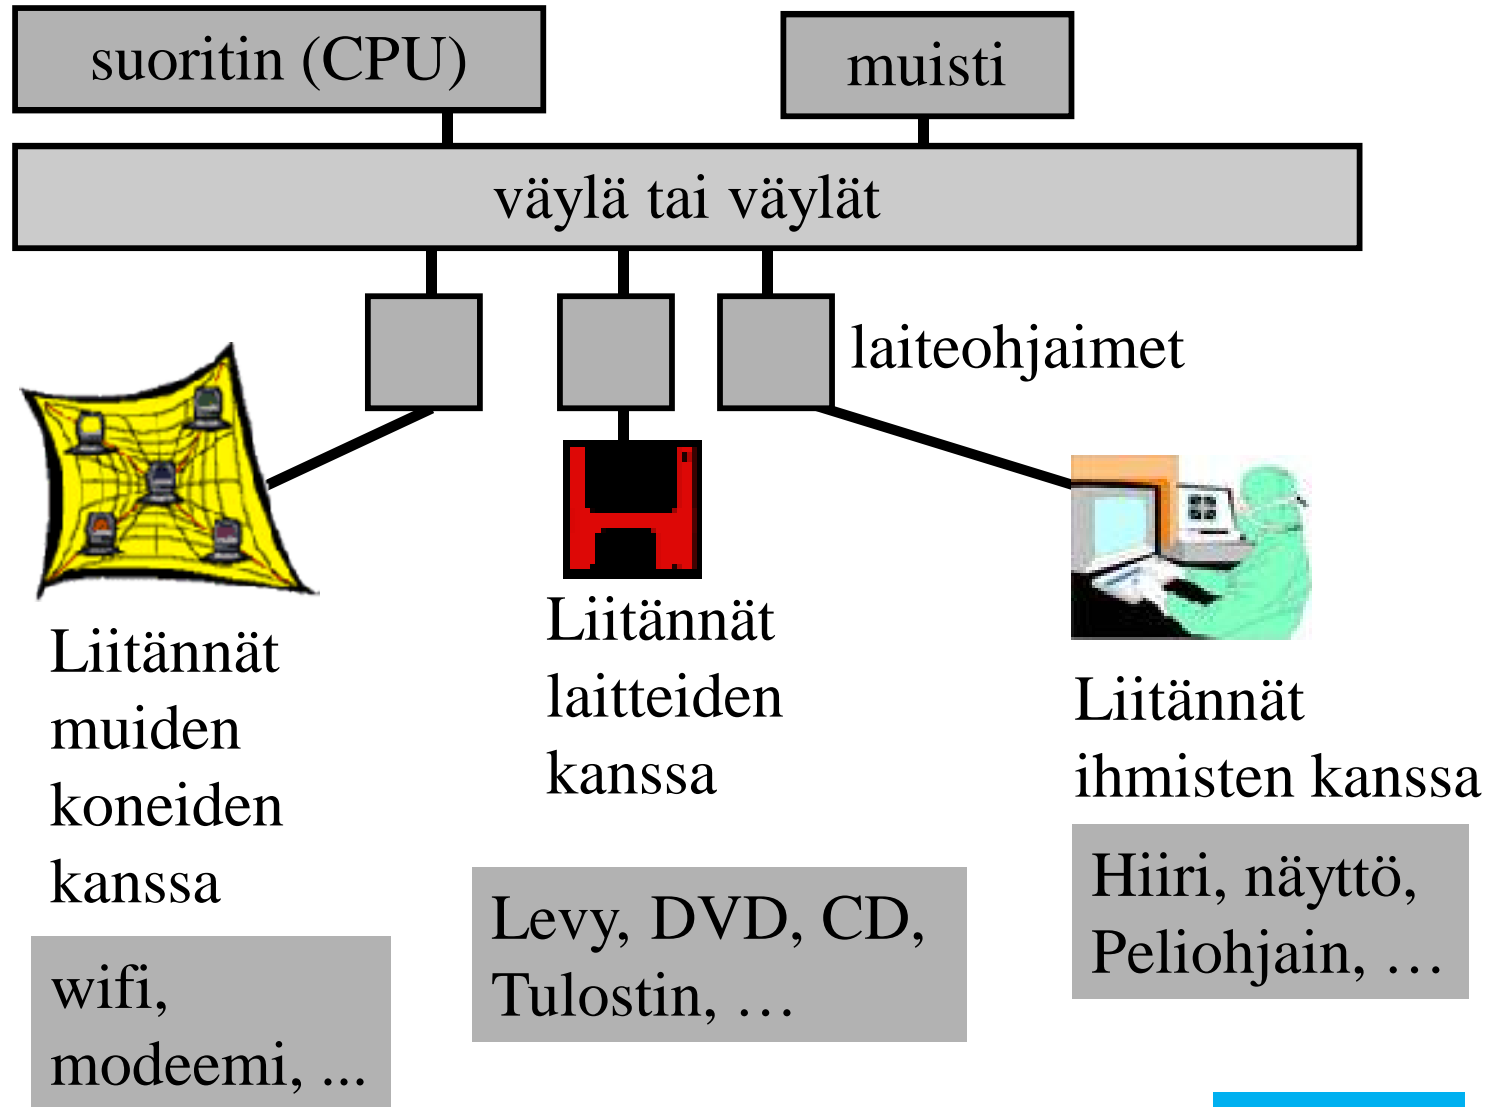 suoritin (CPU)
muisti
väylä tai väylät
laiteohjaimet
Liitännät
muiden
koneiden
kanssa
wifi,
modeemi, ...
Liitännät
laitteiden
kanssa
Levy, DVD, CD,
Tulostin, …
Liitännät
ihmisten kanssa
Hiiri, näyttö,
Peliohjain, …